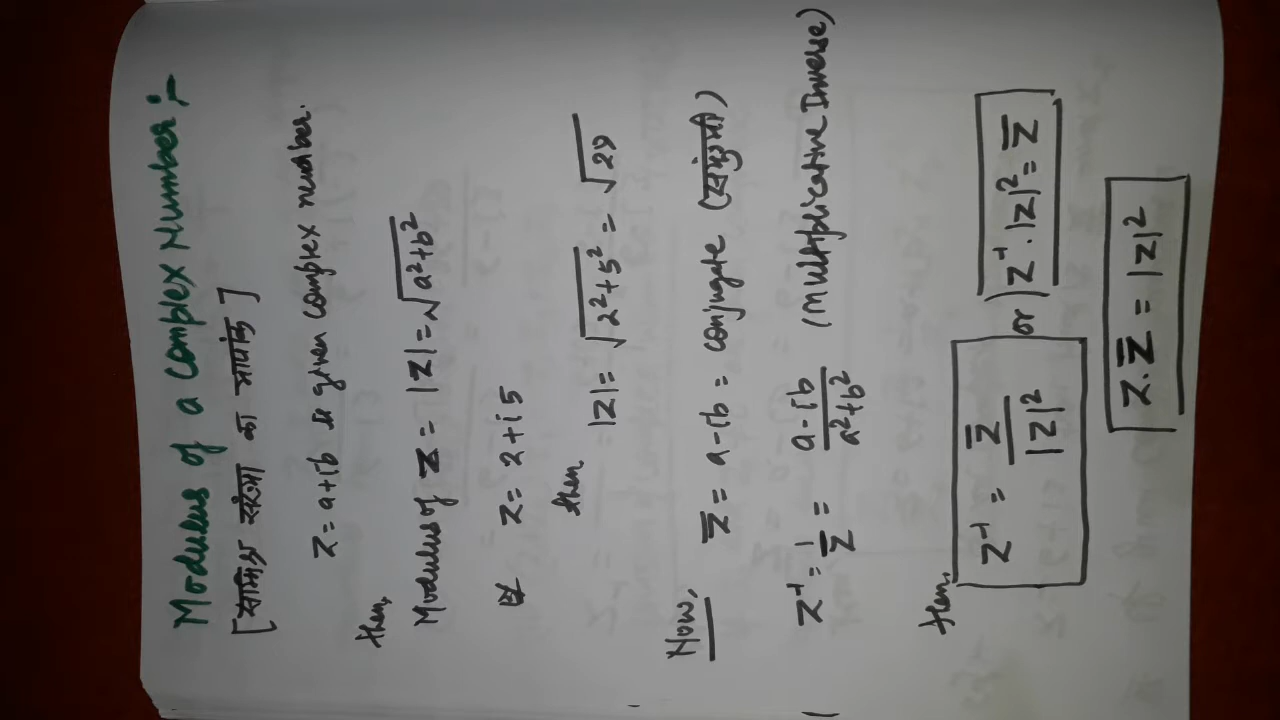 Modulus of a complex Number :-
[सामिश्र संख्या का मापांक]
Z = a+ib is given complex number.
then,
Modulus of Z = |Z| = √a²+b²
Z = 2+i5
then
|Z| = √2²+5² = √29
Now,
Z̅ = a-ib = conjugate (संयुग्मी)
Z⁻¹ = 1/Z = a-ib/a²+b² (Multiplicative Inverse)
then,
Z⁻¹ = Z̅/|Z|² or) Z⁻¹.|Z|² = Z̅
Z.Z̅ = |Z|²